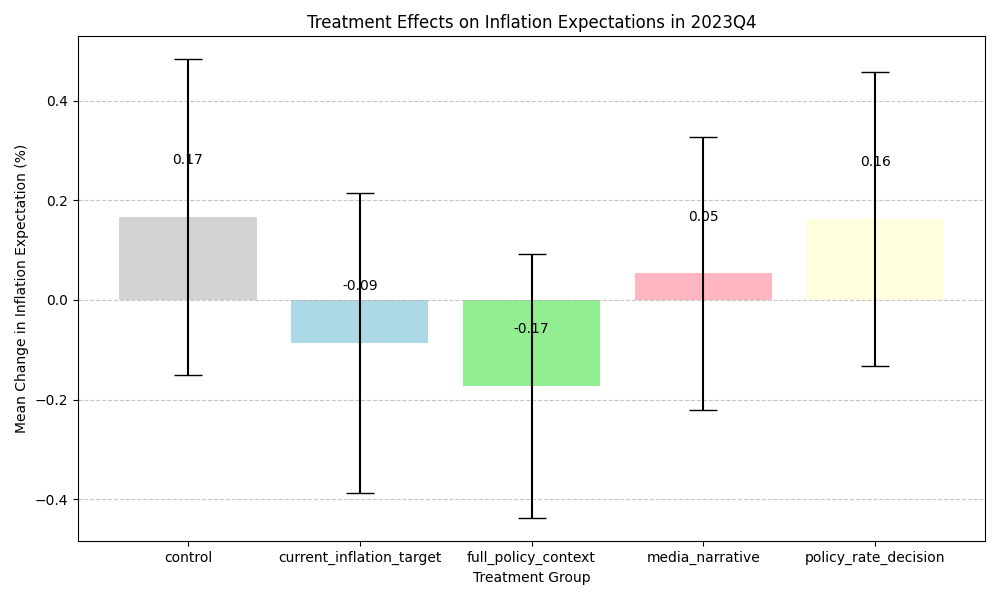 Treatment Effects on Inflation Expectations in 2023Q4
Mean Change in Inflation Expectation (%)
0.4
0.2
0.0
−0.2
−0.4
0.17
-0.09
-0.17
0.05
0.16
control
current_inflation_target
full_policy_context
media_narrative
policy_rate_decision
Treatment Group